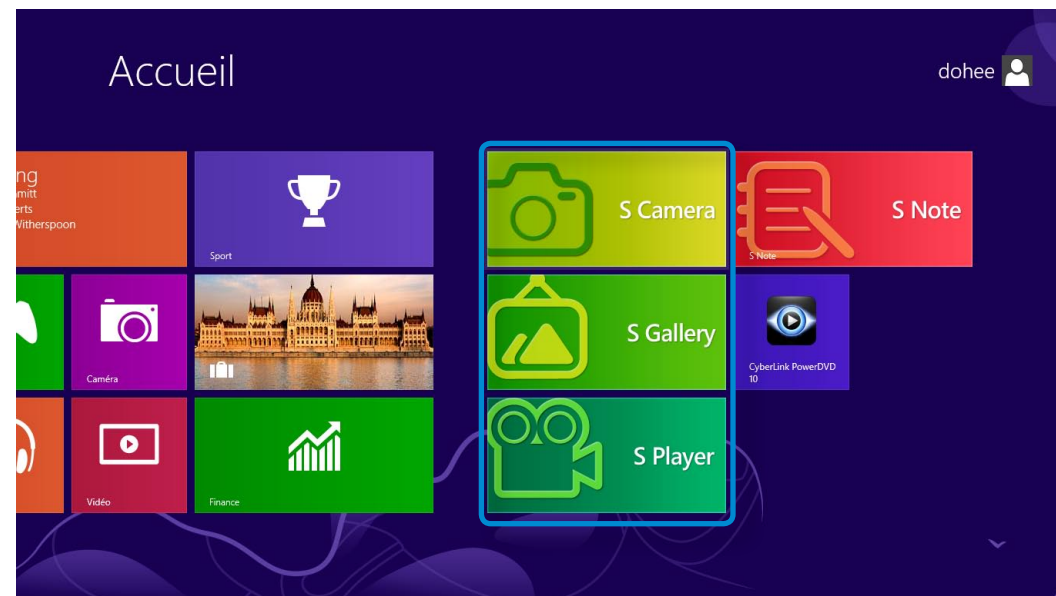 Accueil
dohee
ng
mitt
erts
Witherspoon
Sport
S Camera
S Note
S Note
Caméra
S Gallery
CyberLink PowerDVD
10
Vidéo
Finance
S Player